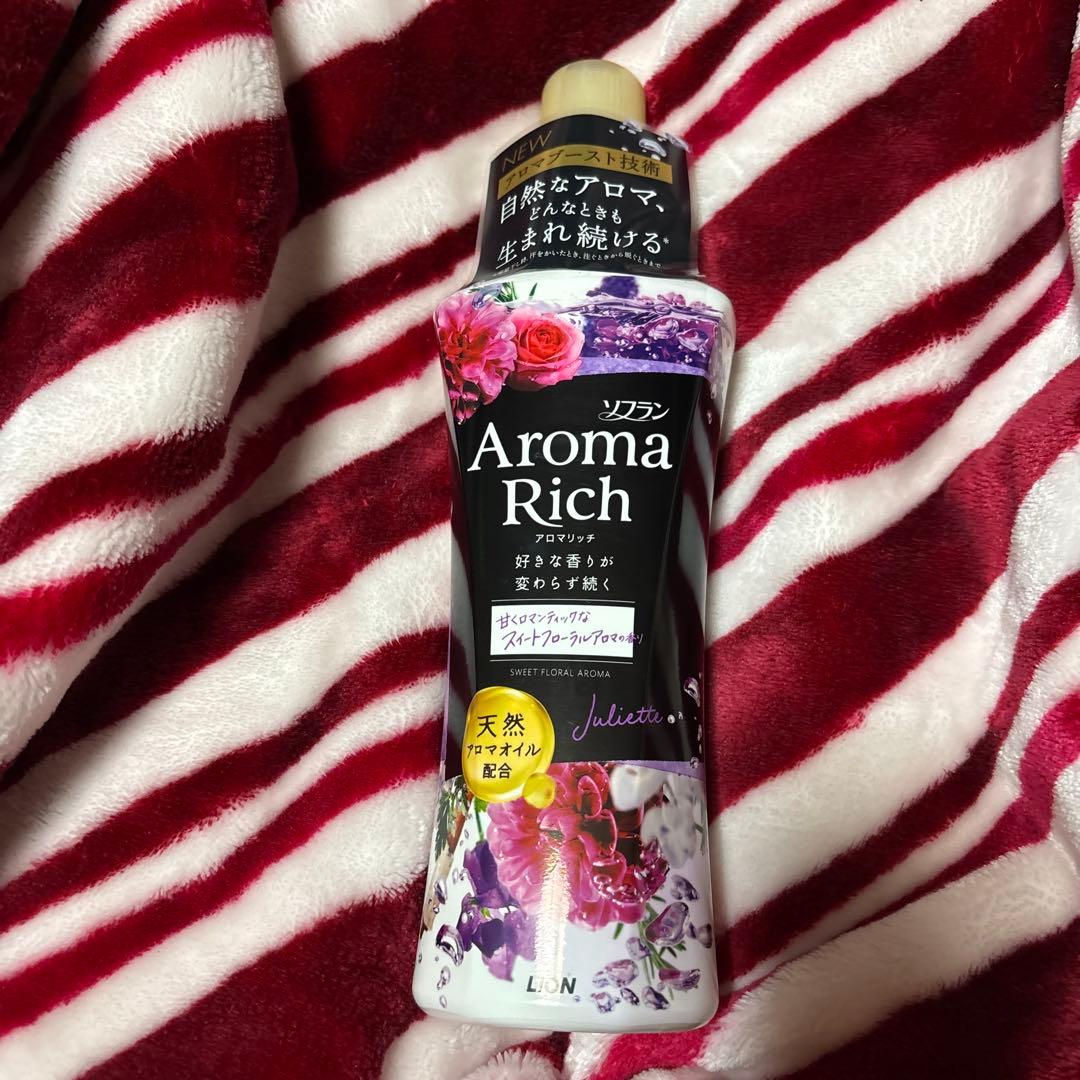 NEW
アロマブースト技術
自然なアロマ、
どんなときも
生まれ続ける*
ソフラン
Aroma
Rich
アロマリッチ
好きな香りが
変わらず続く
甘くロマンティックな
スイートフローラルアロマの香り
SWEET FLORAL AROMA
Juliette
天然
アロマオイル
配合
LION